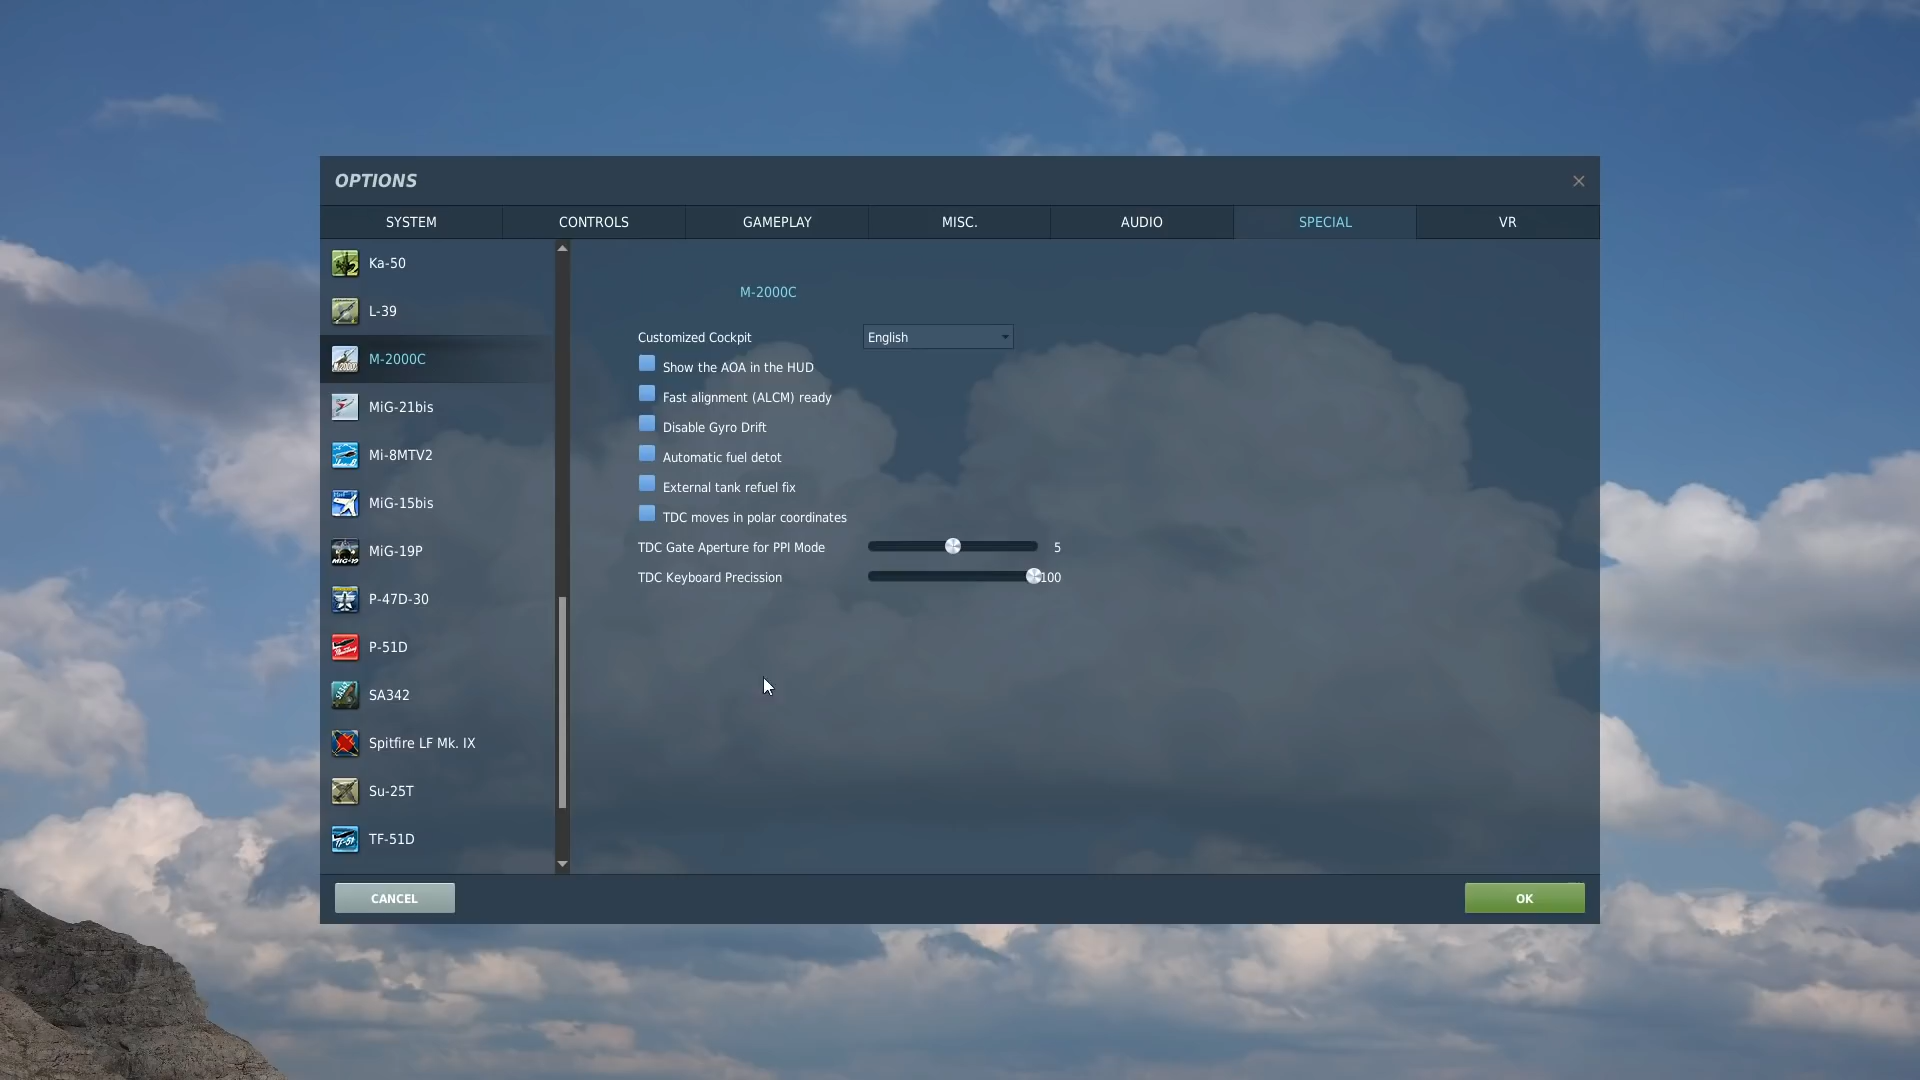 OPTIONS
SYSTEM CONTROLS GAMEPLAY MISC. AUDIO SPECIAL VR
Ka-50
L-39
M-2000C
MiG-21bis
Mi-8MTV2
MiG-15bis
MiG-19P
P-47D-30
P-51D
SA342
Spitfire LF Mk. IX
Su-25T
TF-51D
M-2000C
Customized Cockpit English
Show the AOA in the HUD
Fast alignment (ALCM) ready
Disable Gyro Drift
Automatic fuel detot
External tank refuel fix
TDC moves in polar coordinates
TDC Gate Aperture for PPI Mode 5
TDC Keyboard Precission 100
CANCEL OK